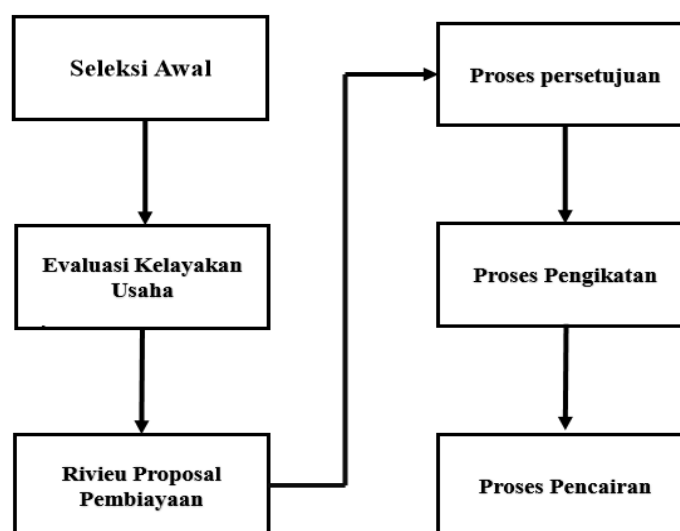 Seleksi Awal
Evaluasi Kelayakan
Usaha
Rivieu Proposal
Pembiayaan
Proses persetujuan
Proses Pengikatan
Proses Pencairan